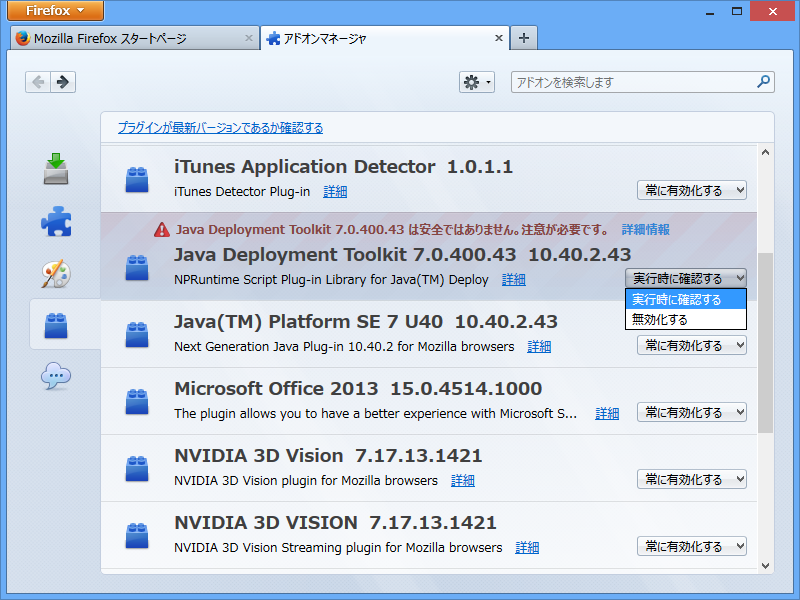 Firefox
Mozilla Firefox スタートページ
アドオンマネージャ
アドオンを検索します
プラグインが最新バージョンであるか確認する
iTunes Application Detector 1.0.1.1
iTunes Detector Plug-in 詳細 常に有効化する
Java Deployment Toolkit 7.0.400.43 は安全ではありません。注意が必要です。 詳細情報
Java Deployment Toolkit 7.0.400.43 10.40.2.43
NPRuntime Script Plug-in Library for Java(TM) Deploy 詳細 実行時に確認する
実行時に確認する
無効化する
Java(TM) Platform SE 7 U40 10.40.2.43
Next Generation Java Plug-in 10.40.2 for Mozilla browsers 詳細 常に有効化する
Microsoft Office 2013 15.0.4514.1000
The plugin allows you to have a better experience with Microsoft S... 詳細 常に有効化する
NVIDIA 3D Vision 7.17.13.1421
NVIDIA 3D Vision plugin for Mozilla browsers 詳細 常に有効化する
NVIDIA 3D VISION 7.17.13.1421
NVIDIA 3D Vision Streaming plugin for Mozilla browsers 詳細 常に有効化する